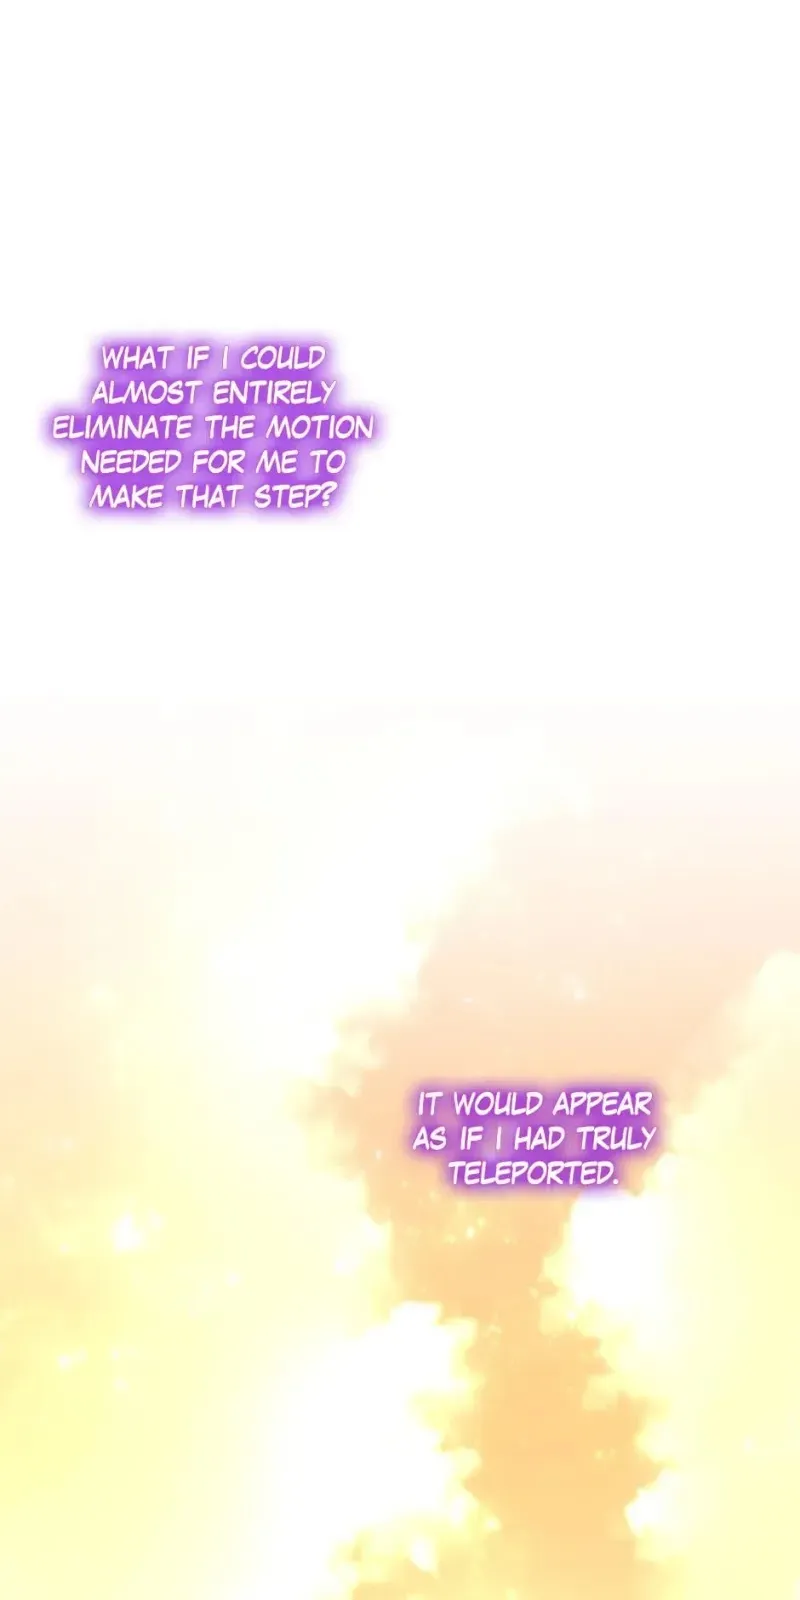 WHAT IF I COULD
ALMOST ENTIRELY
ELIMINATE THE MOTION
NEEDED FOR ME TO
MAKE THAT STEP?
IT WOULD APPEAR
AS IF I HAD TRULY
TELEPORTED.